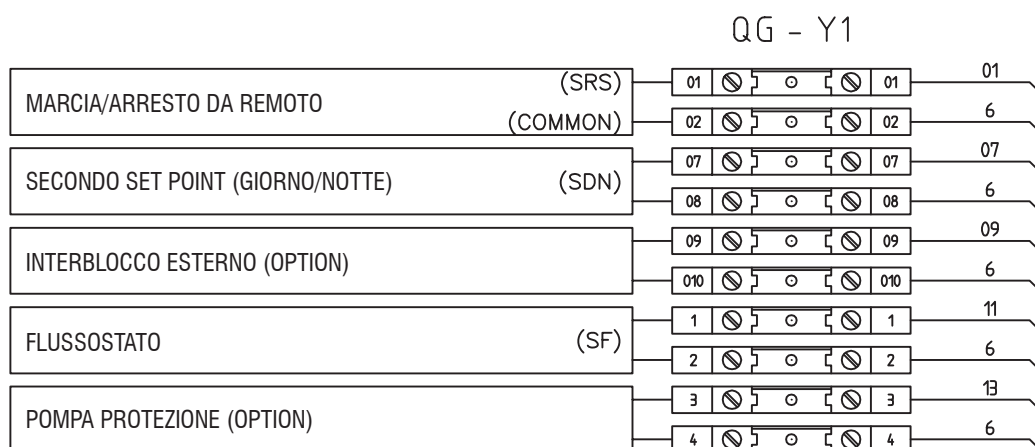 QG - Y1
(SRS) 01 01 01
MARCIA/ARRESTO DA REMOTO
(COMMON) 02 02 6
07 07 07
SECONDO SET POINT (GIORNO/NOTTE) (SDN)
08 08 6
09 09 09
INTERBLOCCO ESTERNO (OPTION)
010 010 6
1 1 11
FLUSSOSTATO (SF)
2 2 6
3 3 13
POMPA PROTEZIONE (OPTION)
4 4 6